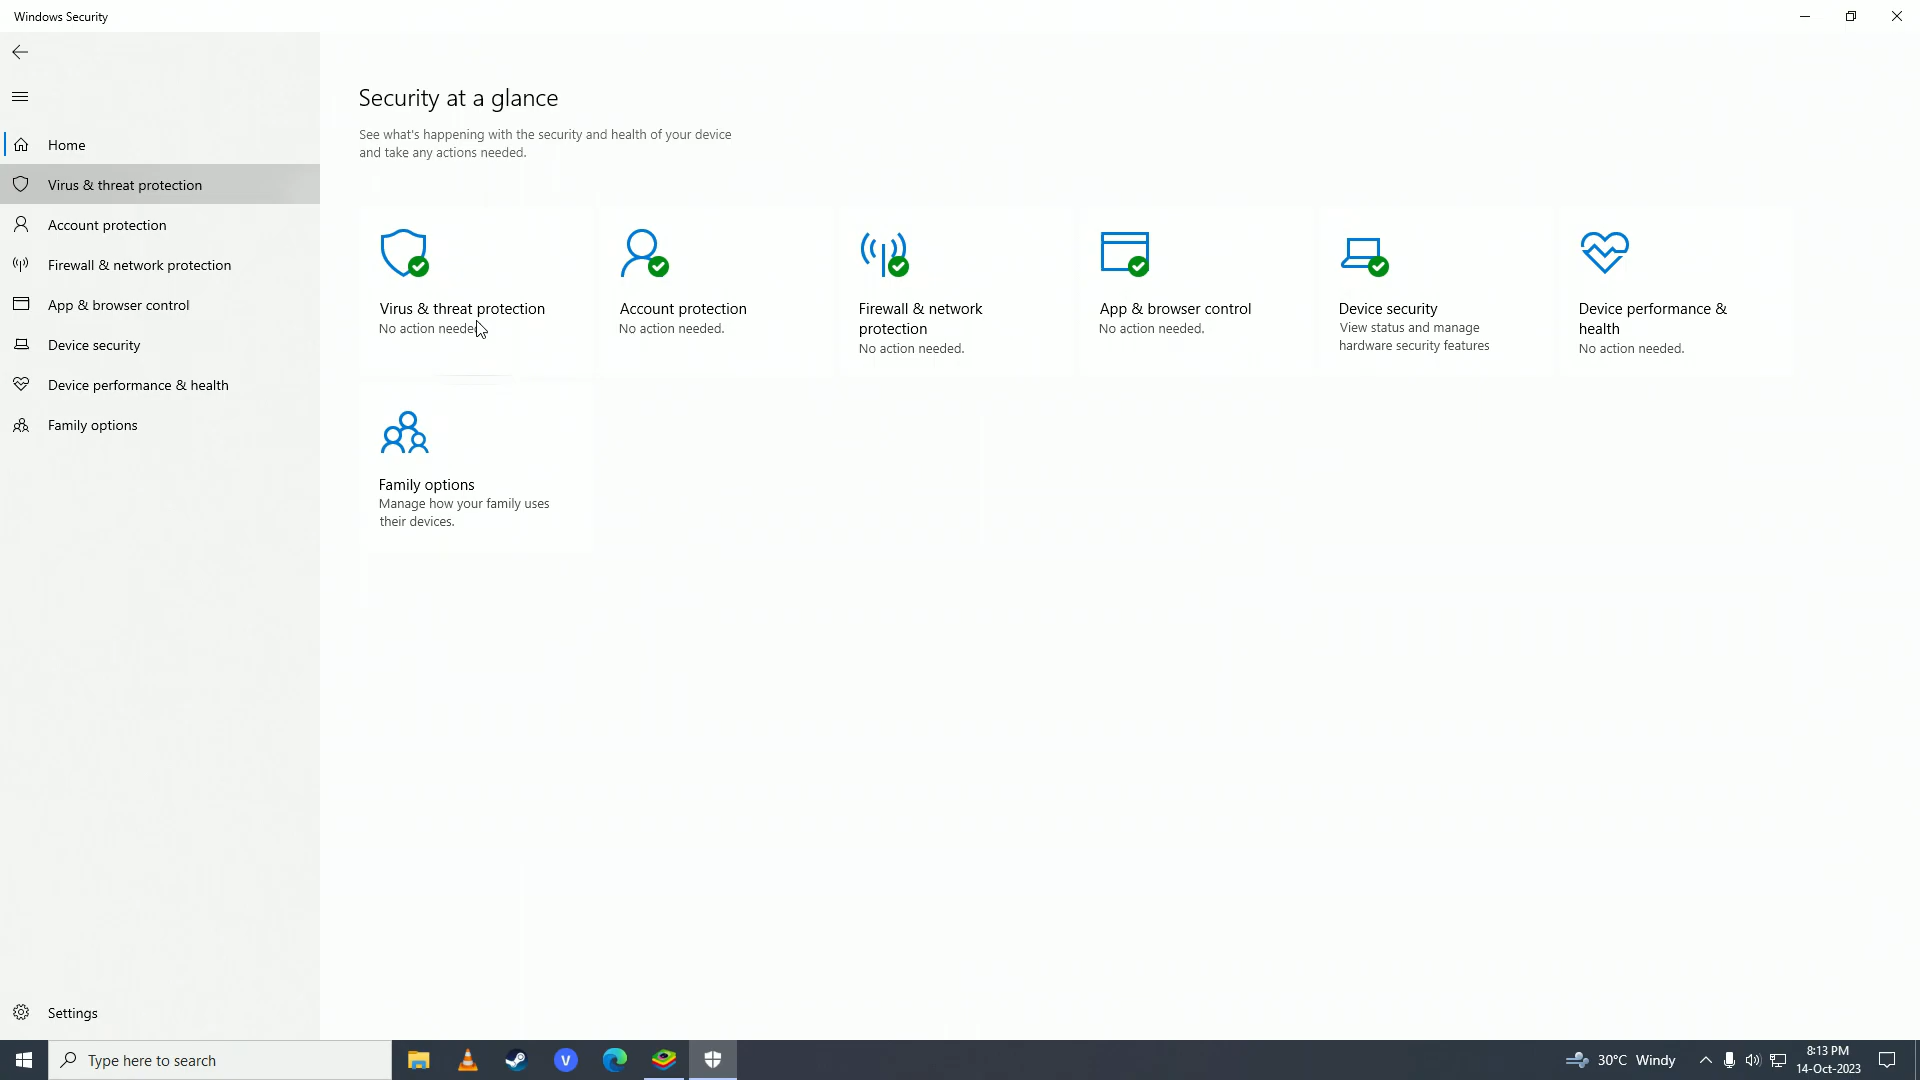 Windows Security
Home
Virus & threat protection
Account protection
Firewall & network protection
App & browser control
Device security
Device performance & health
Family options
Settings
Security at a glance
See what's happening with the security and health of your device
and take any actions needed.
Virus & threat protection
No action needed.
Account protection
No action needed.
Firewall & network
protection
No action needed.
App & browser control
No action needed.
Device security
View status and manage
hardware security features
Device performance &
health
No action needed.
Family options
Manage how your family uses
their devices.
Type here to search
V
30°C Windy
8:13 PM
14-Oct-2023